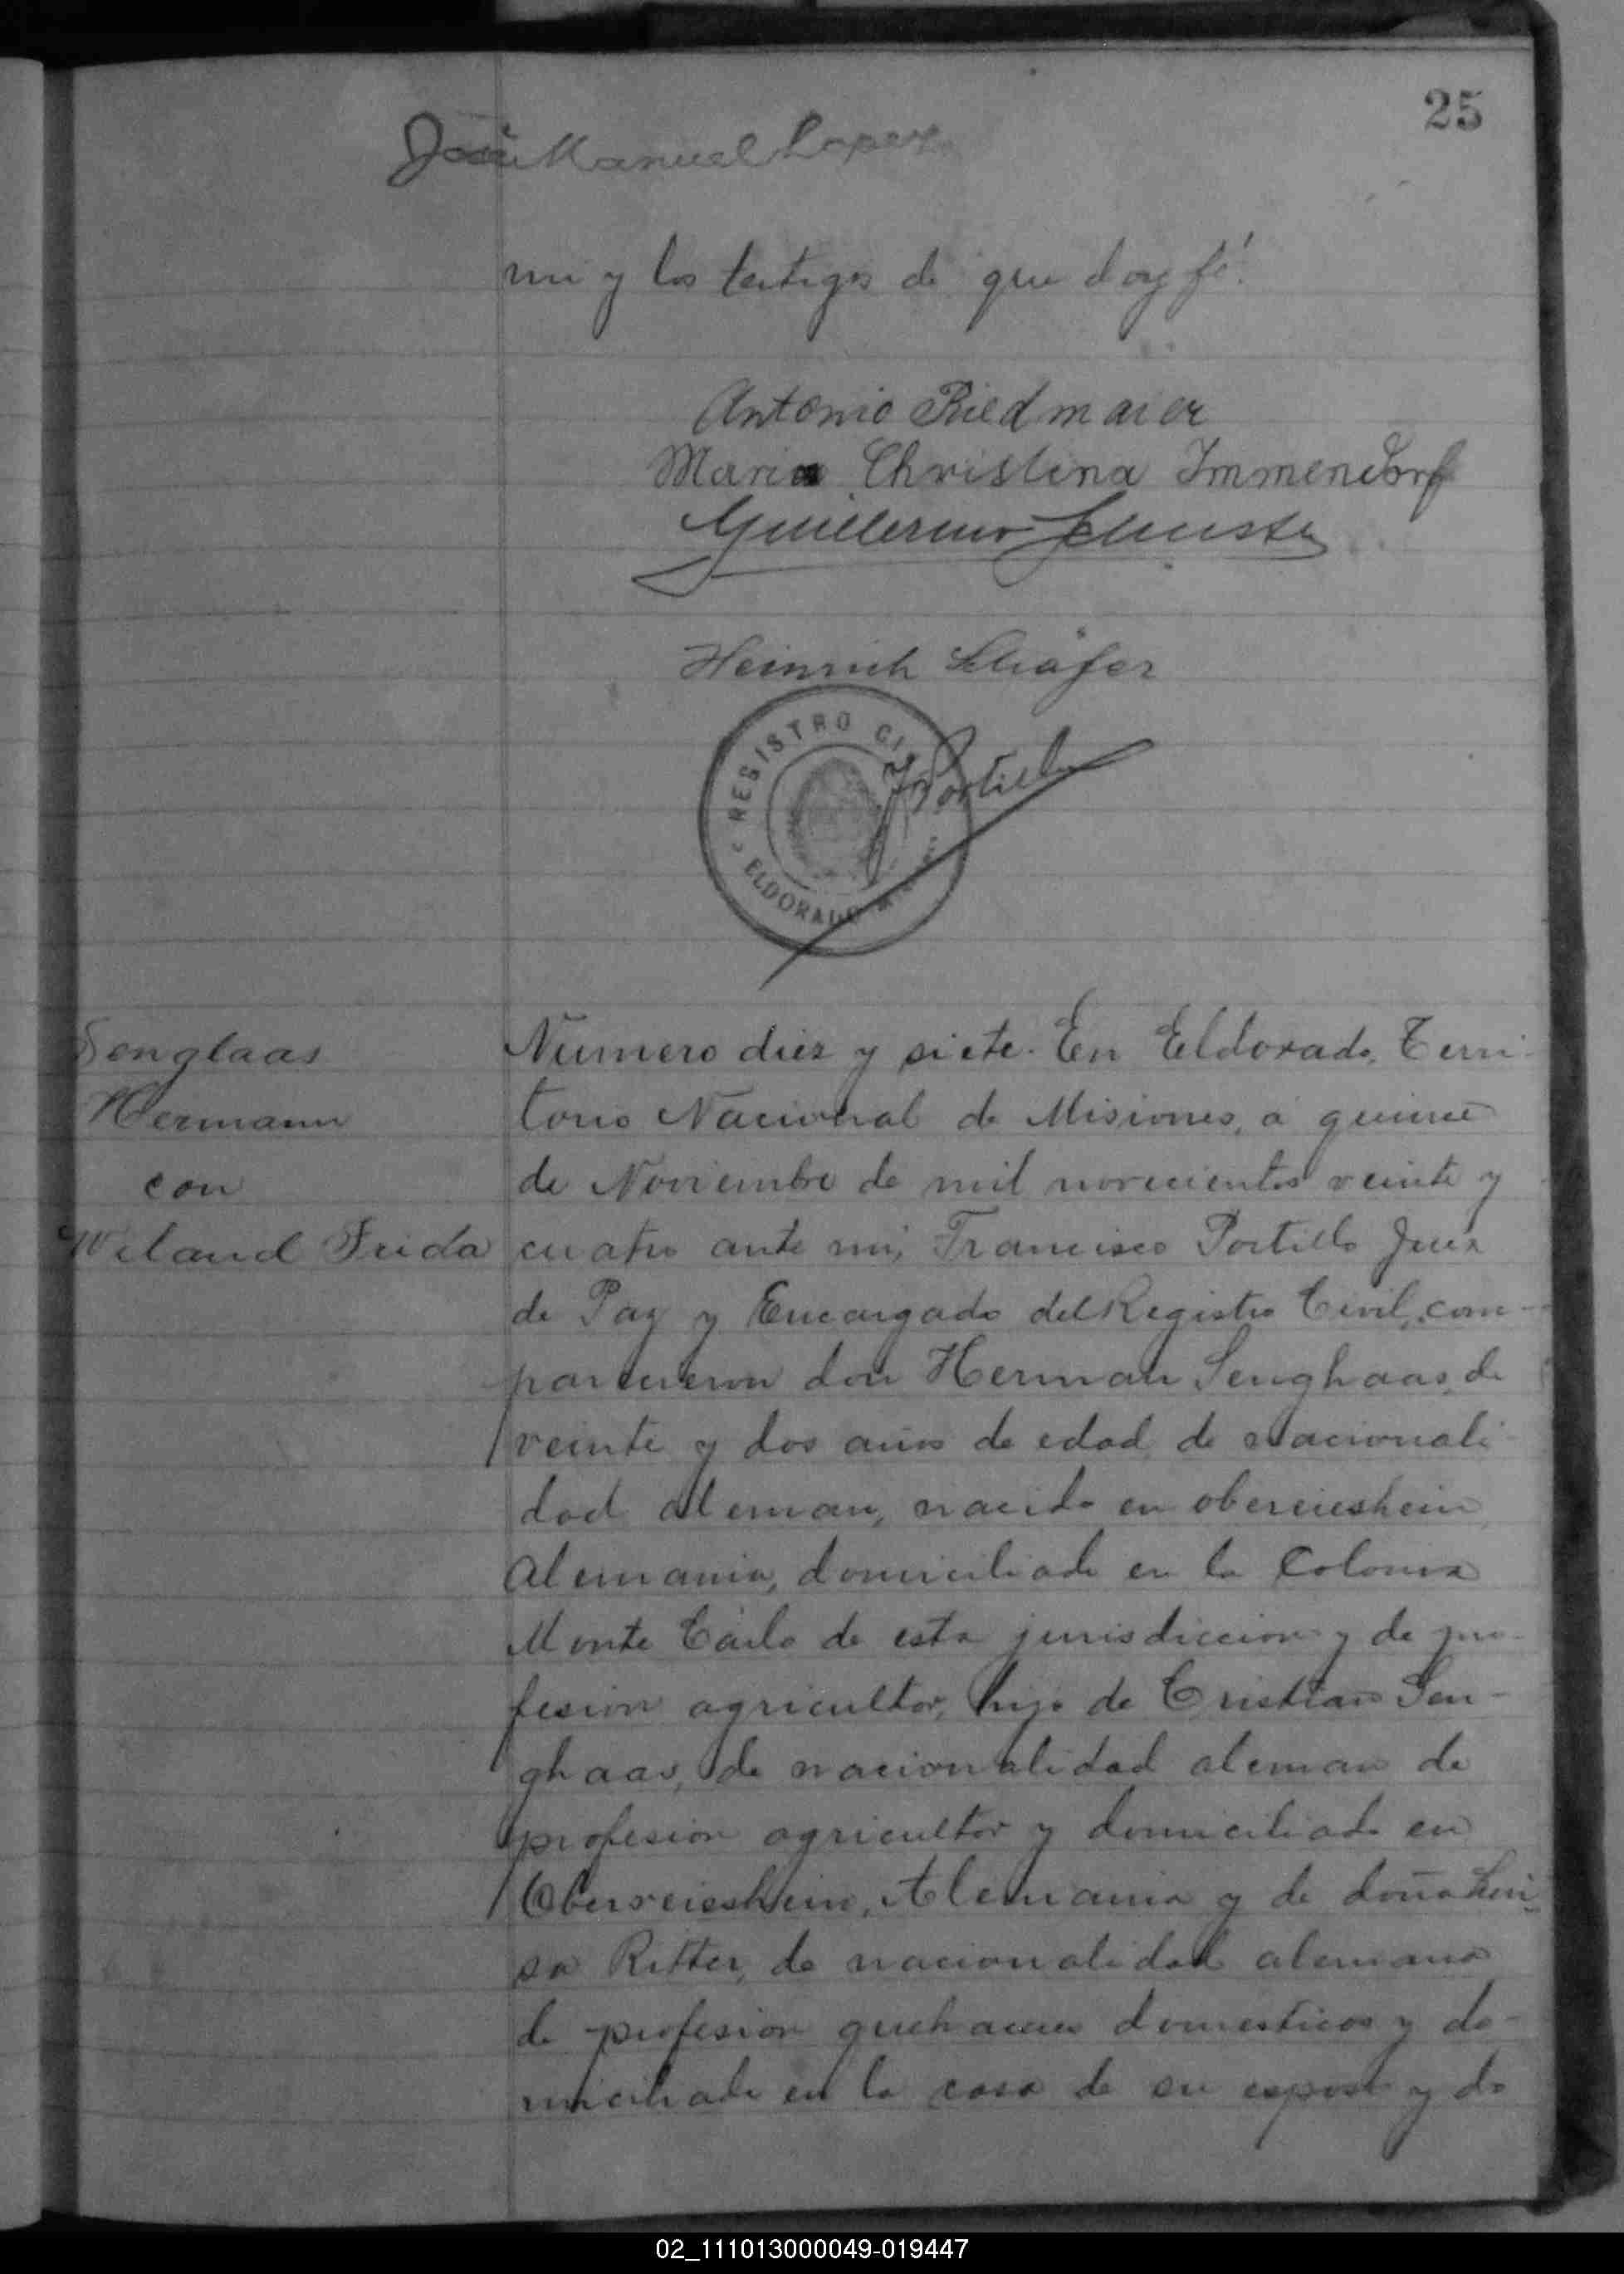 25
José Manuel Lopez
mi y los testigos de que doy fé.
Antonio Riedmaier
Maria Christina Immendorf
Guillermo Schuster
Heinrich Schäfer
REGISTRO CIVIL
FPortillo
ELDORADO
Senglaas
Hermann
con
Wiland Frida
Numero diez y siete. En Eldorado, Terri-
torio Nacional de Misiones, á quince
de Noviembre de mil novecientos veinte y
cuatro ante mi, Francisco Portillo Juez
de Paz y Encargado del Registro Civil, com-
parecieron don Herman Senghaas, de
veinte y dos años de edad, de nacionali-
dad aleman, nacido en
Alemania, domiciliado en la Colonia
Monte Carlo de esta jurisdiccion y de pro-
fesion agricultor, hijo de Cristian Sen-
ghaas, de nacionalidad aleman de
profesion agricultor y domiciliado en
Alemania y de doña Lui-
sa Ritter, de nacionalidad alemana
de profesion quehaceres domesticos y do-
miciliada en la casa de su esposo y de
02_111013000049-019447